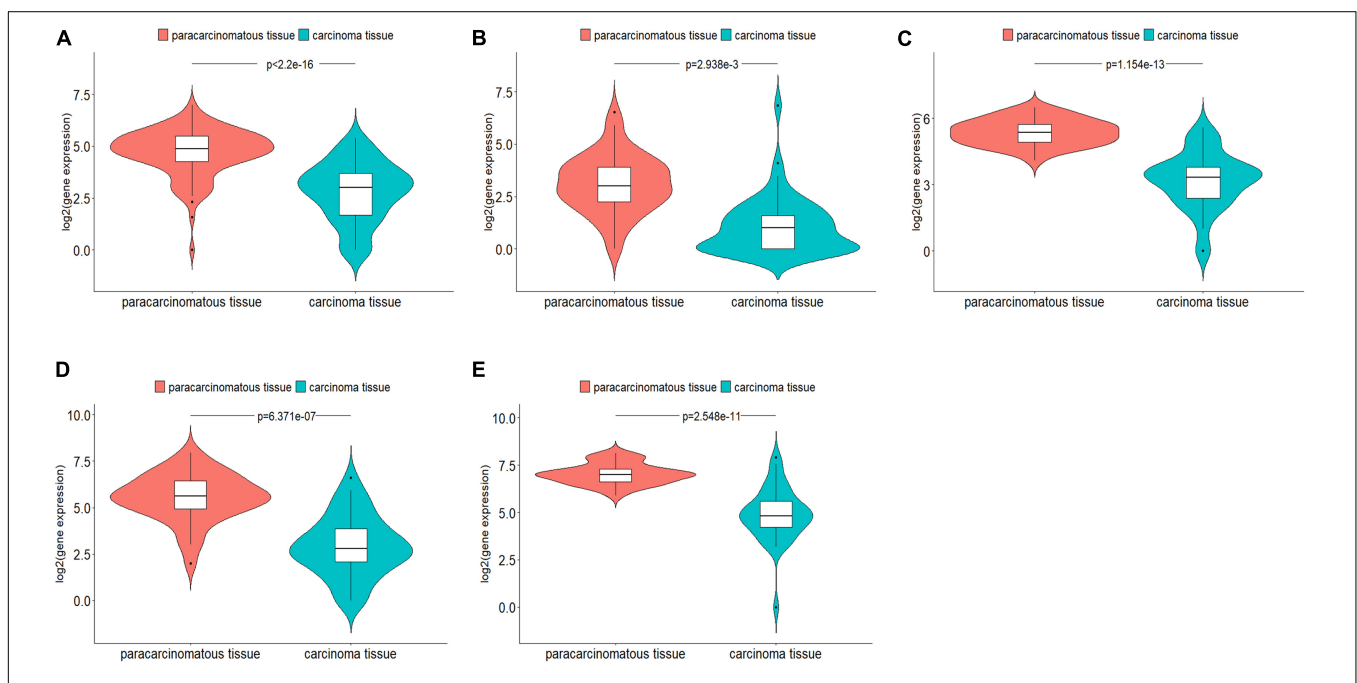 A
paracarcinomatous tissue carcinoma tissue
p<2.2e-16
log2(gene expression)
7.5
5.0
2.5
0.0
paracarcinomatous tissue carcinoma tissue
B
paracarcinomatous tissue carcinoma tissue
p=2.938e-3
log2(gene expression)
7.5
5.0
2.5
0.0
paracarcinomatous tissue carcinoma tissue
C
paracarcinomatous tissue carcinoma tissue
p=1.154e-13
log2(gene expression)
6
3
0
paracarcinomatous tissue carcinoma tissue
D
paracarcinomatous tissue carcinoma tissue
p=6.371e-07
log2(gene expression)
10.0
7.5
5.0
2.5
0.0
paracarcinomatous tissue carcinoma tissue
E
paracarcinomatous tissue carcinoma tissue
p=2.548e-11
log2(gene expression)
10.0
7.5
5.0
2.5
0.0
paracarcinomatous tissue carcinoma tissue